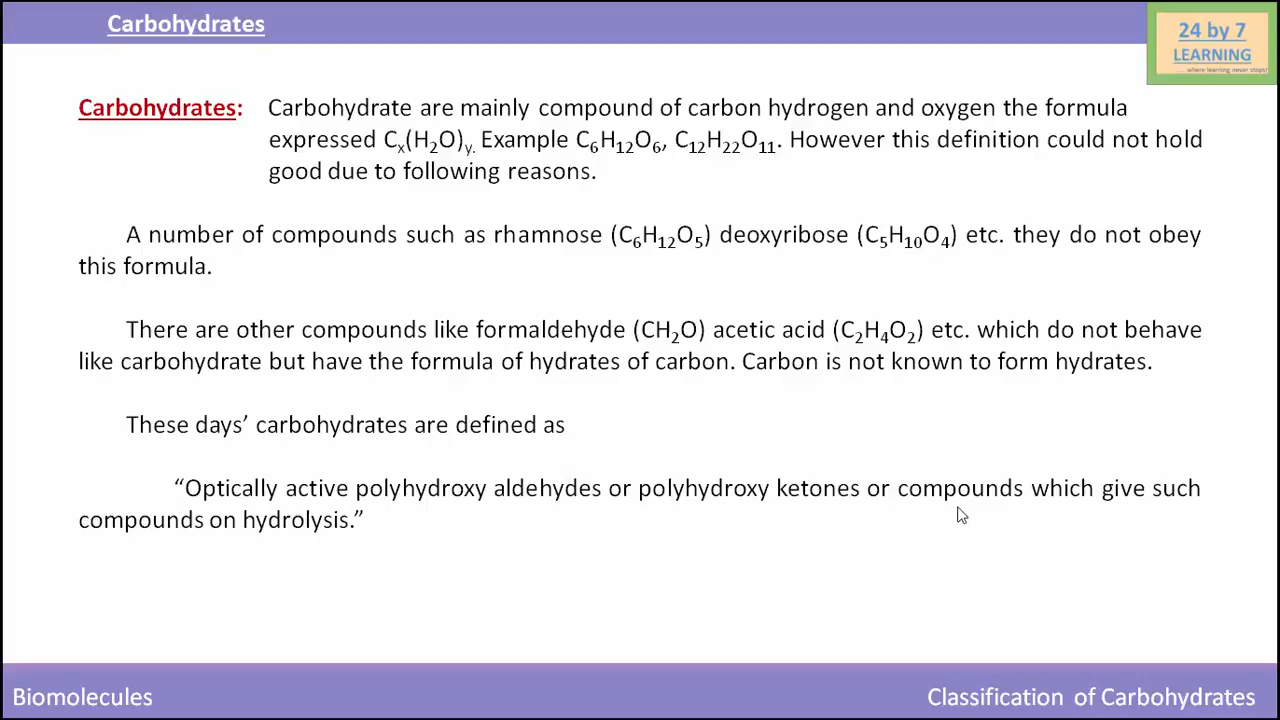 Carbohydrates
24 by 7
LEARNING
... where learning never stops!
Carbohydrates: Carbohydrate are mainly compound of carbon hydrogen and oxygen the formula
expressed Cₓ(H₂O)y. Example C₆H₁₂O₆, C₁₂H₂₂O₁₁. However this definition could not hold
good due to following reasons.
A number of compounds such as rhamnose (C₆H₁₂O₅) deoxyribose (C₅H₁₀O₄) etc. they do not obey
this formula.
There are other compounds like formaldehyde (CH₂O) acetic acid (C₂H₄O₂) etc. which do not behave
like carbohydrate but have the formula of hydrates of carbon. Carbon is not known to form hydrates.
These days’ carbohydrates are defined as
“Optically active polyhydroxy aldehydes or polyhydroxy ketones or compounds which give such
compounds on hydrolysis.”
Biomolecules
Classification of Carbohydrates